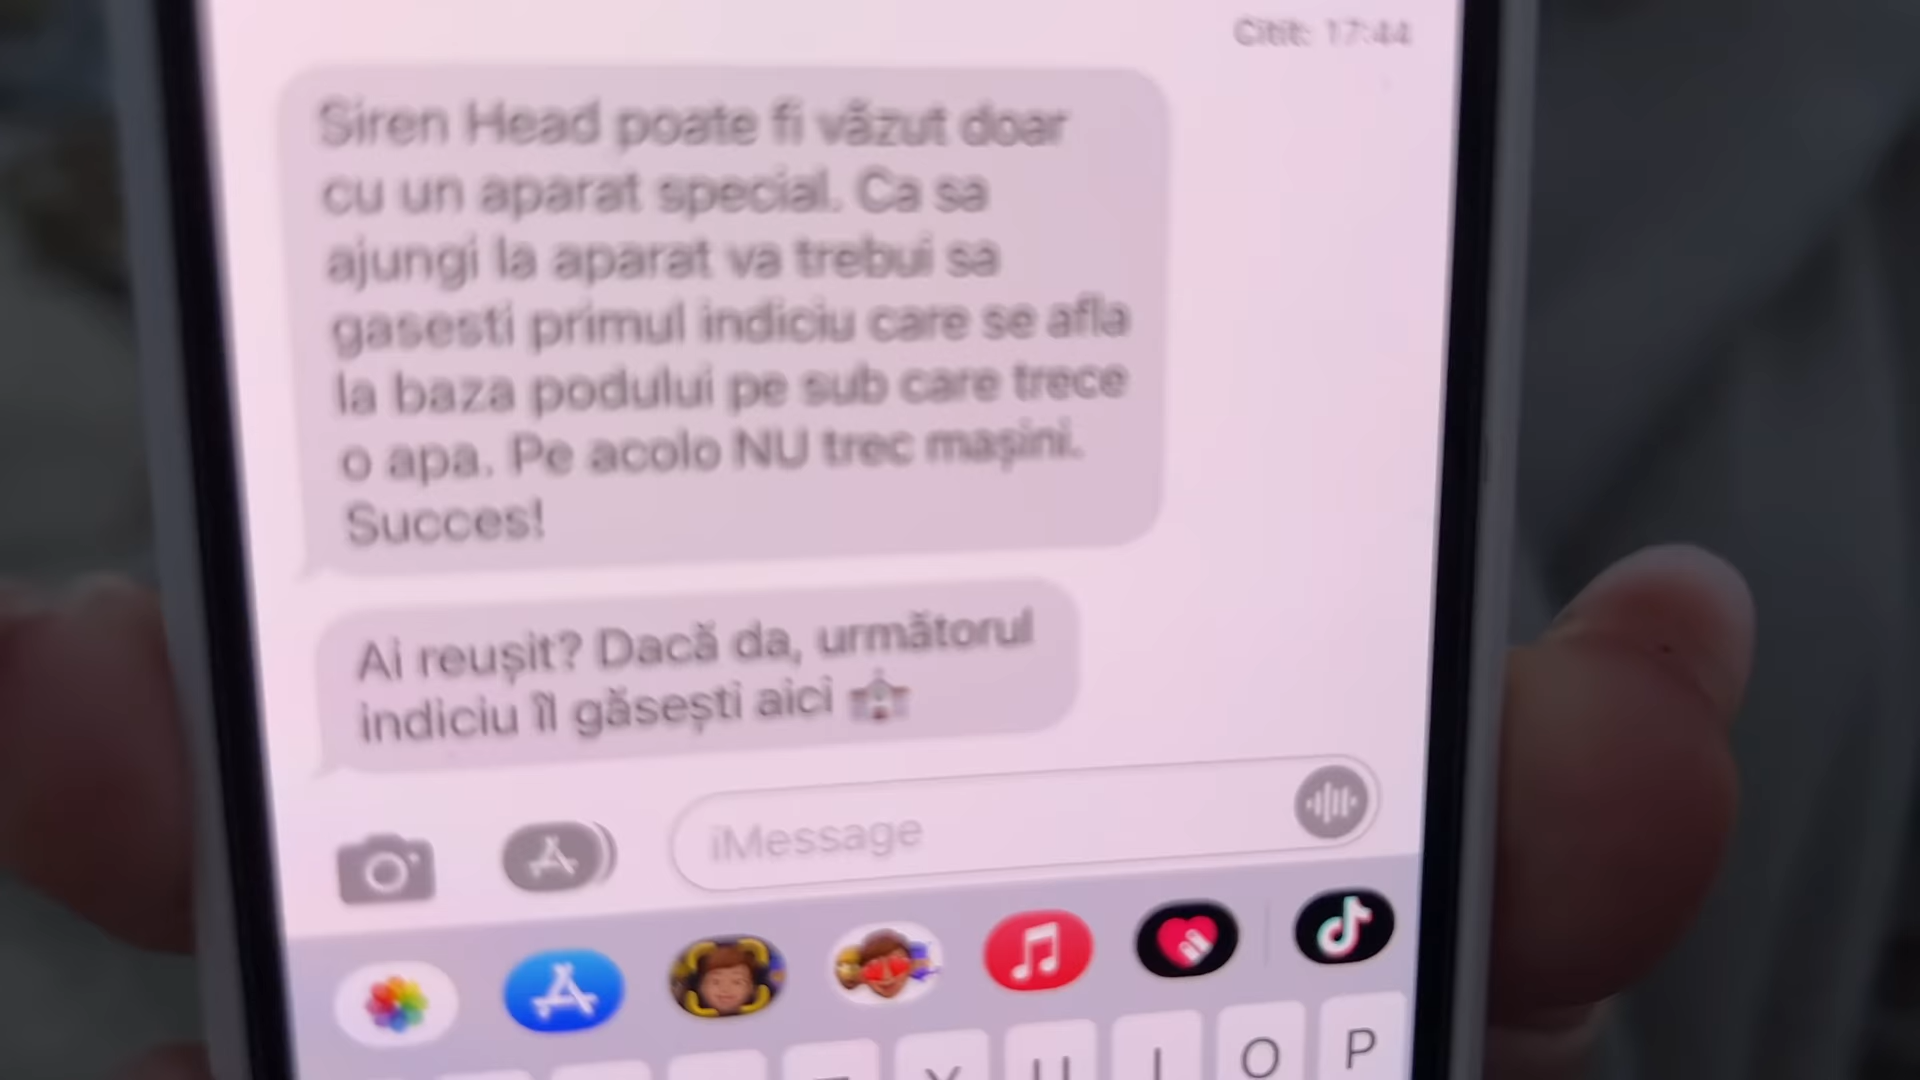 Citit: 17:44
Siren Head poate fi văzut doar
cu un aparat special. Ca sa
ajungi la aparat va trebui sa
gasesti primul indiciu care se afla
la baza podului pe sub care trece
o apa. Pe acolo NU trec mașini.
Succes!
Ai reușit? Dacă da, următorul
indiciu îl găsești aici
iMessage
Y U I O P